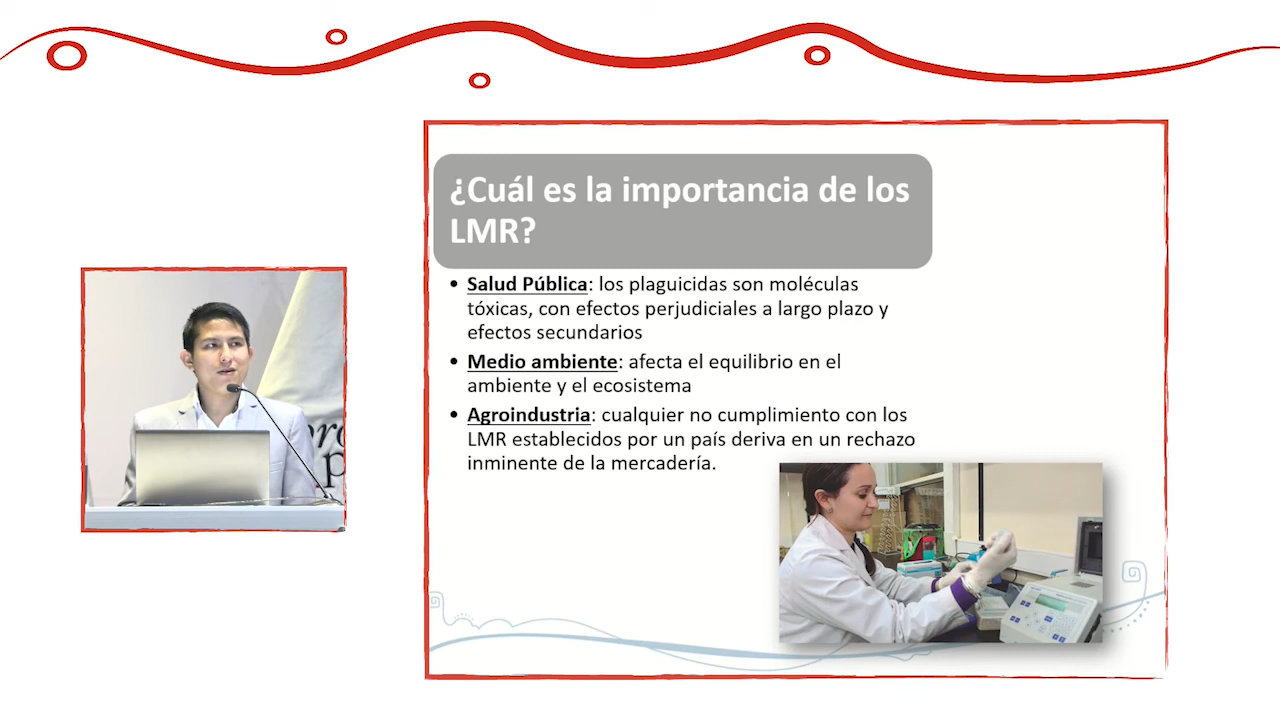 ¿Cuál es la importancia de los
LMR?
• Salud Pública: los plaguicidas son moléculas
tóxicas, con efectos perjudiciales a largo plazo y
efectos secundarios
• Medio ambiente: afecta el equilibrio en el
ambiente y el ecosistema
• Agroindustria: cualquier no cumplimiento con los
LMR establecidos por un país deriva en un rechazo
inminente de la mercadería.